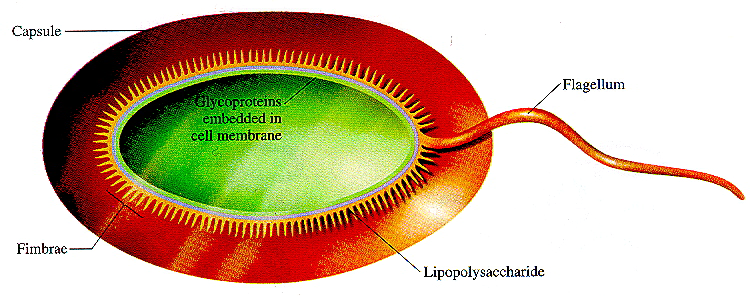 Capsule
Flagellum
Glycoproteins
embedded in
cell membrane
Fimbrae
Lipopolysaccharide